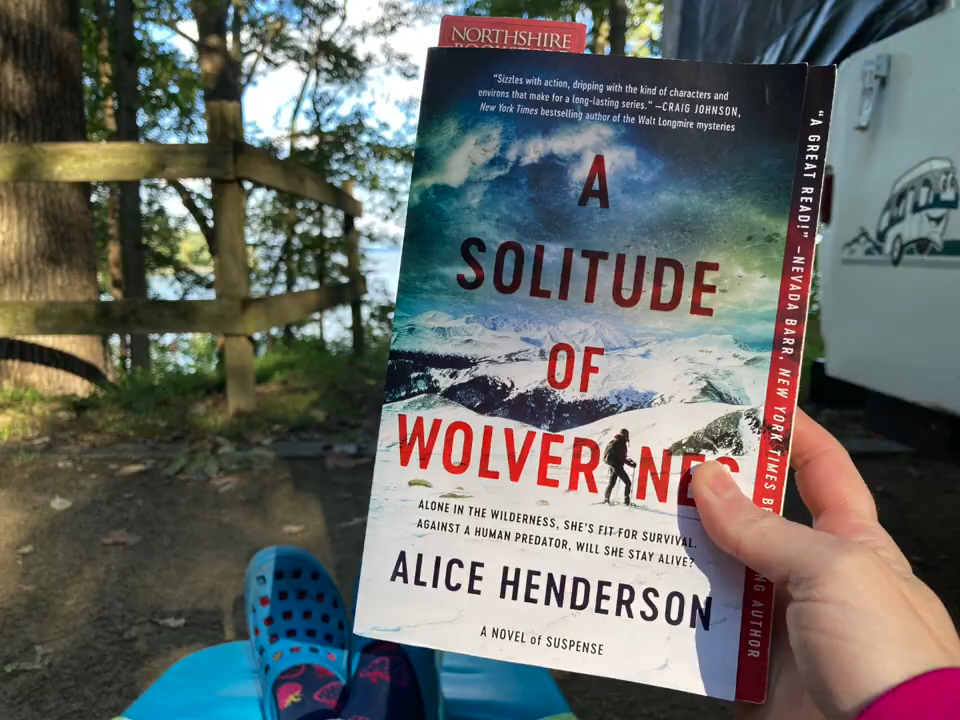 NORTHSHIRE
"Sizzles with action, dripping with the kind of characters and
environs that make for a long-lasting series." —CRAIG JOHNSON,
New York Times bestselling author of the Walt Longmire mysteries
A
SOLITUDE
OF
WOLVERINES
ALONE IN THE WILDERNESS, SHE'S FIT FOR SURVIVAL.
AGAINST A HUMAN PREDATOR, WILL SHE STAY ALIVE?
ALICE HENDERSON
A NOVEL of SUSPENSE
"A GREAT READ!" —NEVADA BARR, NEW YORK TIMES BE NG AUTHOR